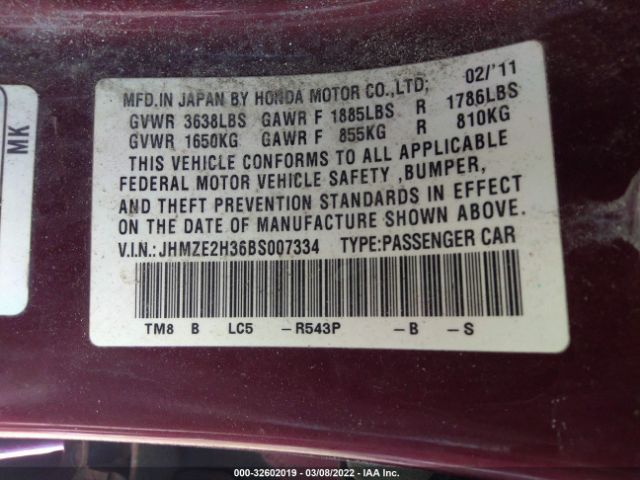 MFD.IN JAPAN BY HONDA MOTOR CO.,LTD; 02/'11
GVWR 3638LBS GAWR F 1885LBS R 1786LBS
GVWR 1650KG GAWR F 855KG R 810KG
THIS VEHICLE CONFORMS TO ALL APPLICABLE
FEDERAL MOTOR VEHICLE SAFETY ,BUMPER,
AND THEFT PREVENTION STANDARDS IN EFFECT
ON THE DATE OF MANUFACTURE SHOWN ABOVE.
V.I.N.:JHMZE2H36BS007334 TYPE:PASSENGER CAR
TM8 B LC5 –R543P –B –S
MK
000-32602019 - 03/08/2022 - IAA Inc.